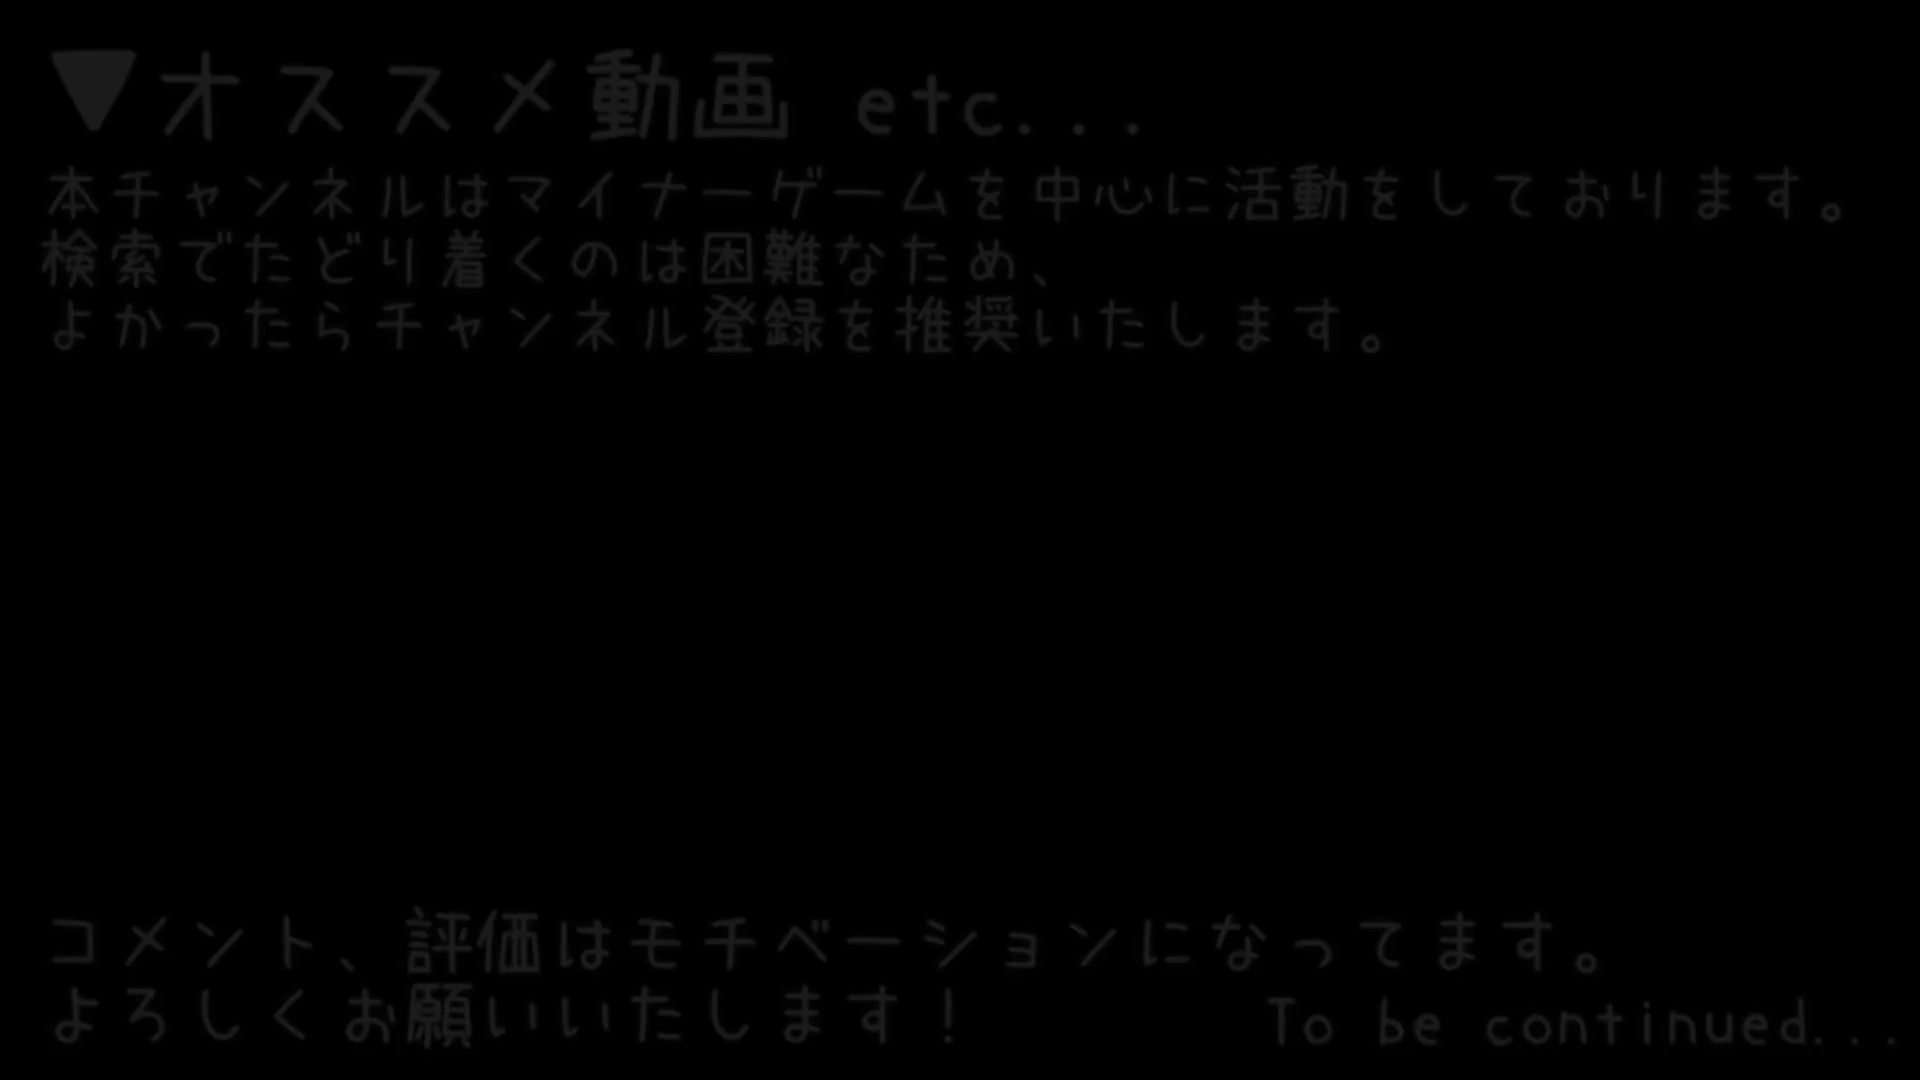 ▼オススメ動画 etc...
本チャンネルはマイナーゲームを中心に活動をしております。
検索でたどり着くのは困難なため、
よかったらチャンネル登録を推奨いたします。
コメント、評価はモチベーションになってます。
よろしくお願いいたします！
To be continued...